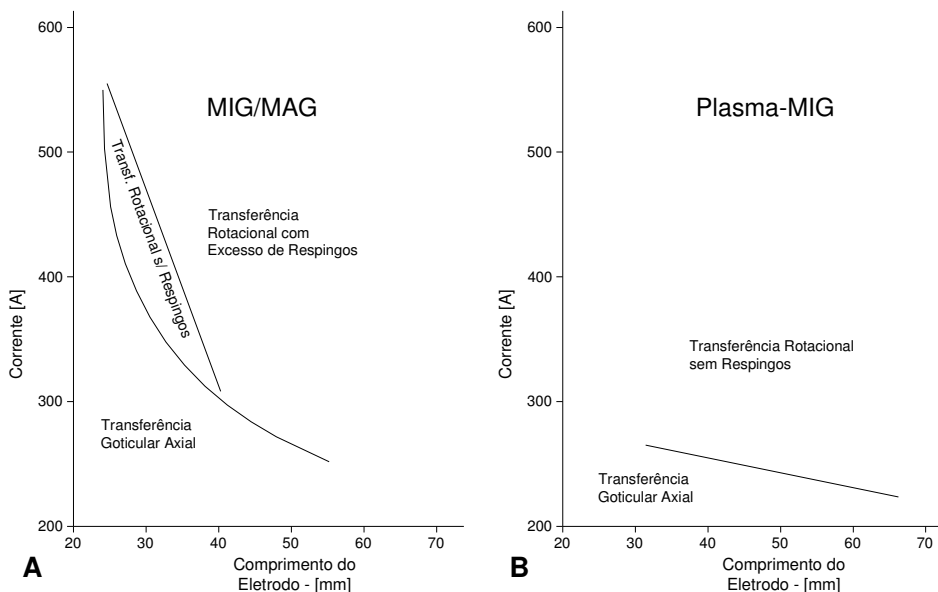 600
500
400
300
200
Corrente [A]
MIG/MAG
Transf. Rotacional s/ Respingos
Transferência
Rotacional com
Excesso de Respingos
Transferência
Goticular Axial
20 30 40 50 60 70
Comprimento do
Eletrodo - [mm]
A
600
500
400
300
200
Corrente [A]
Plasma-MIG
Transferência Rotacional
sem Respingos
Transferência
Goticular Axial
20 30 40 50 60 70
Comprimento do
Eletrodo - [mm]
B